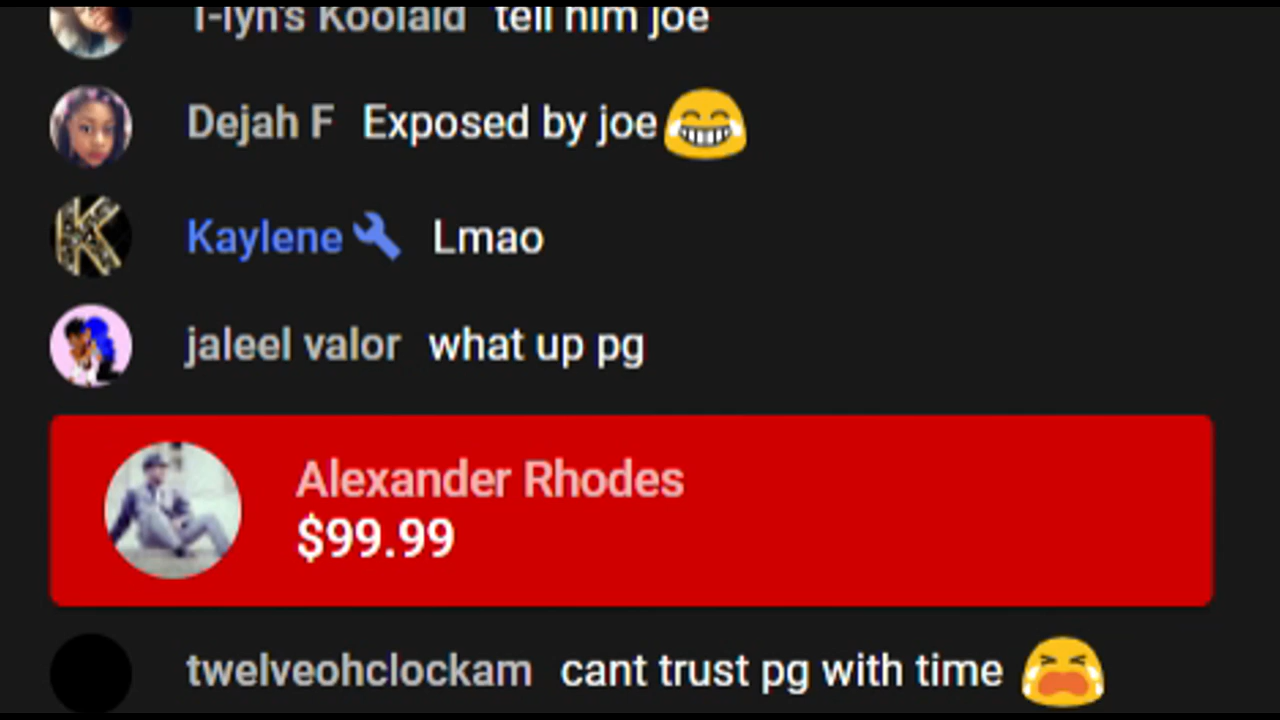 T-lyn's Koolaid tell him joe
Dejah F Exposed by joe😂
Kaylene Lmao
jaleel valor what up pg
Alexander Rhodes
$99.99
twelveohclockam cant trust pg with time 😭